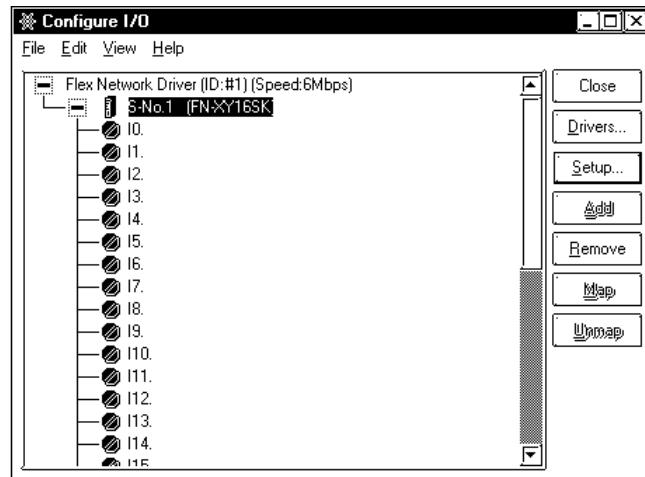 Configure I/O
File Edit View Help
Flex Network Driver (ID:#1) (Speed:6Mbps)
S-No.1 (FN-XY16SK)
I0.
I1.
I2.
I3.
I4.
I5.
I6.
I7.
I8.
I9.
I10.
I11.
I12.
I13.
I14.
I15.
Close
Drivers...
Setup...
Add
Remove
Map
Unmap